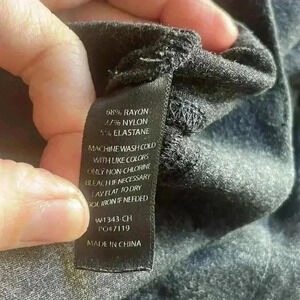 68% RAYON
27% NYLON
5% ELASTANE
MACHINE WASH COLD
WITH LIKE COLORS
ONLY NON-CHLORINE
BLEACH IF NECESSARY
LAY FLAT TO DRY
COOL IRON IF NEEDED
W1343-CH
PO#7119
MADE IN CHINA